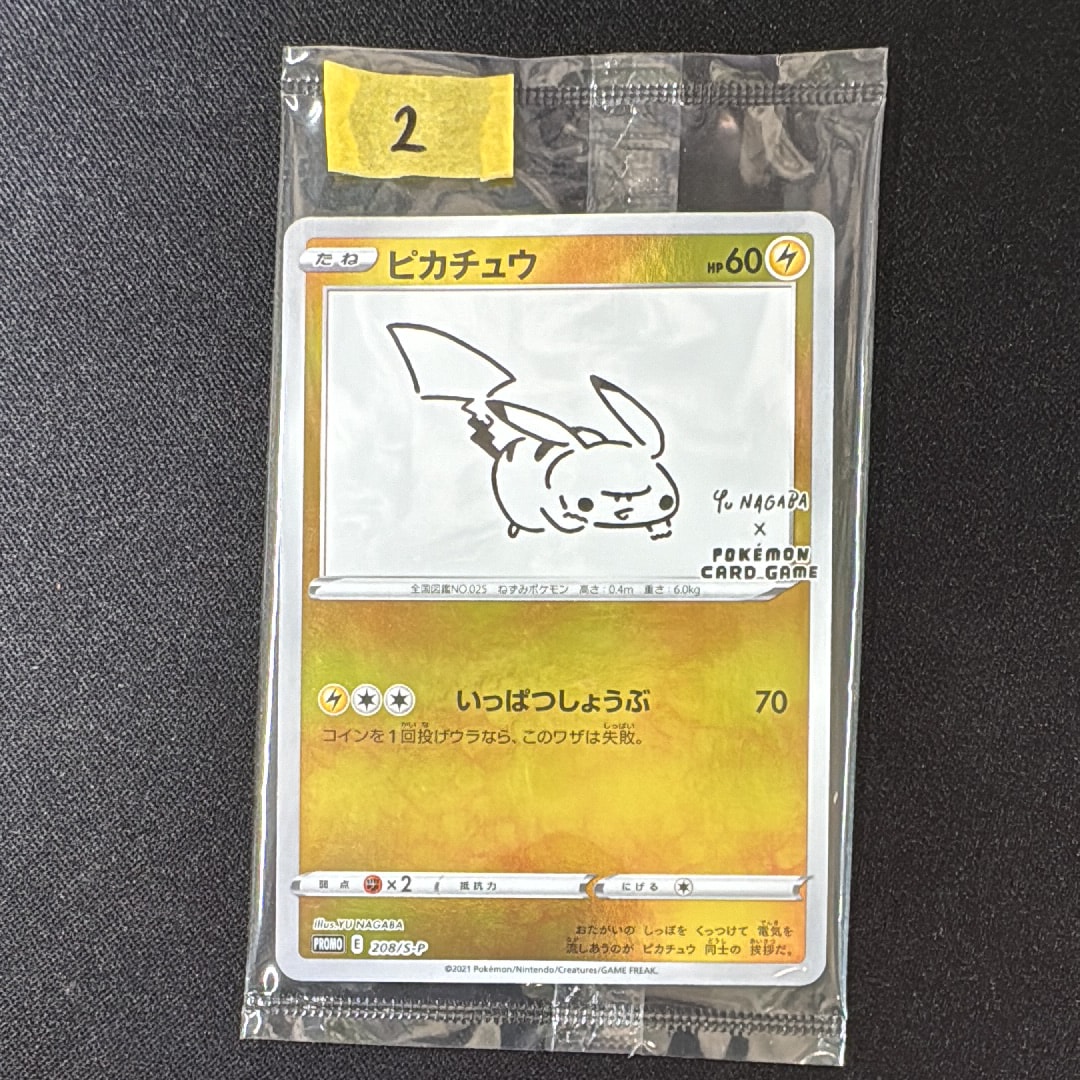 2
たね ピカチュウ HP60
YU NAGABA
×
POKÉMON
CARD GAME
全国図鑑NO.025 ねずみポケモン 高さ:0.4m 重さ:6.0kg
いっぱつしょうぶ 70
コインを1回投げウラなら、このワザは失敗。
弱点 ×2 抵抗力 にげる
illus. YU NAGABA
PROMO E 208/S-P
おたがいの しっぽを くっつけて 電気を
流しあうのが ピカチュウ 同士の 挨拶だ。
©2021 Pokémon/Nintendo/Creatures/GAME FREAK.